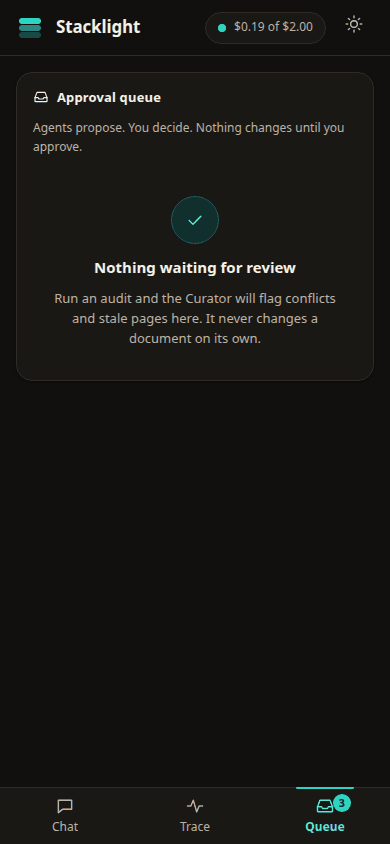 Stacklight
$0.19 of $2.00
Approval queue
Agents propose. You decide. Nothing changes until you
approve.
Nothing waiting for review
Run an audit and the Curator will flag conflicts
and stale pages here. It never changes a
document on its own.
3
Chat
Trace
Queue